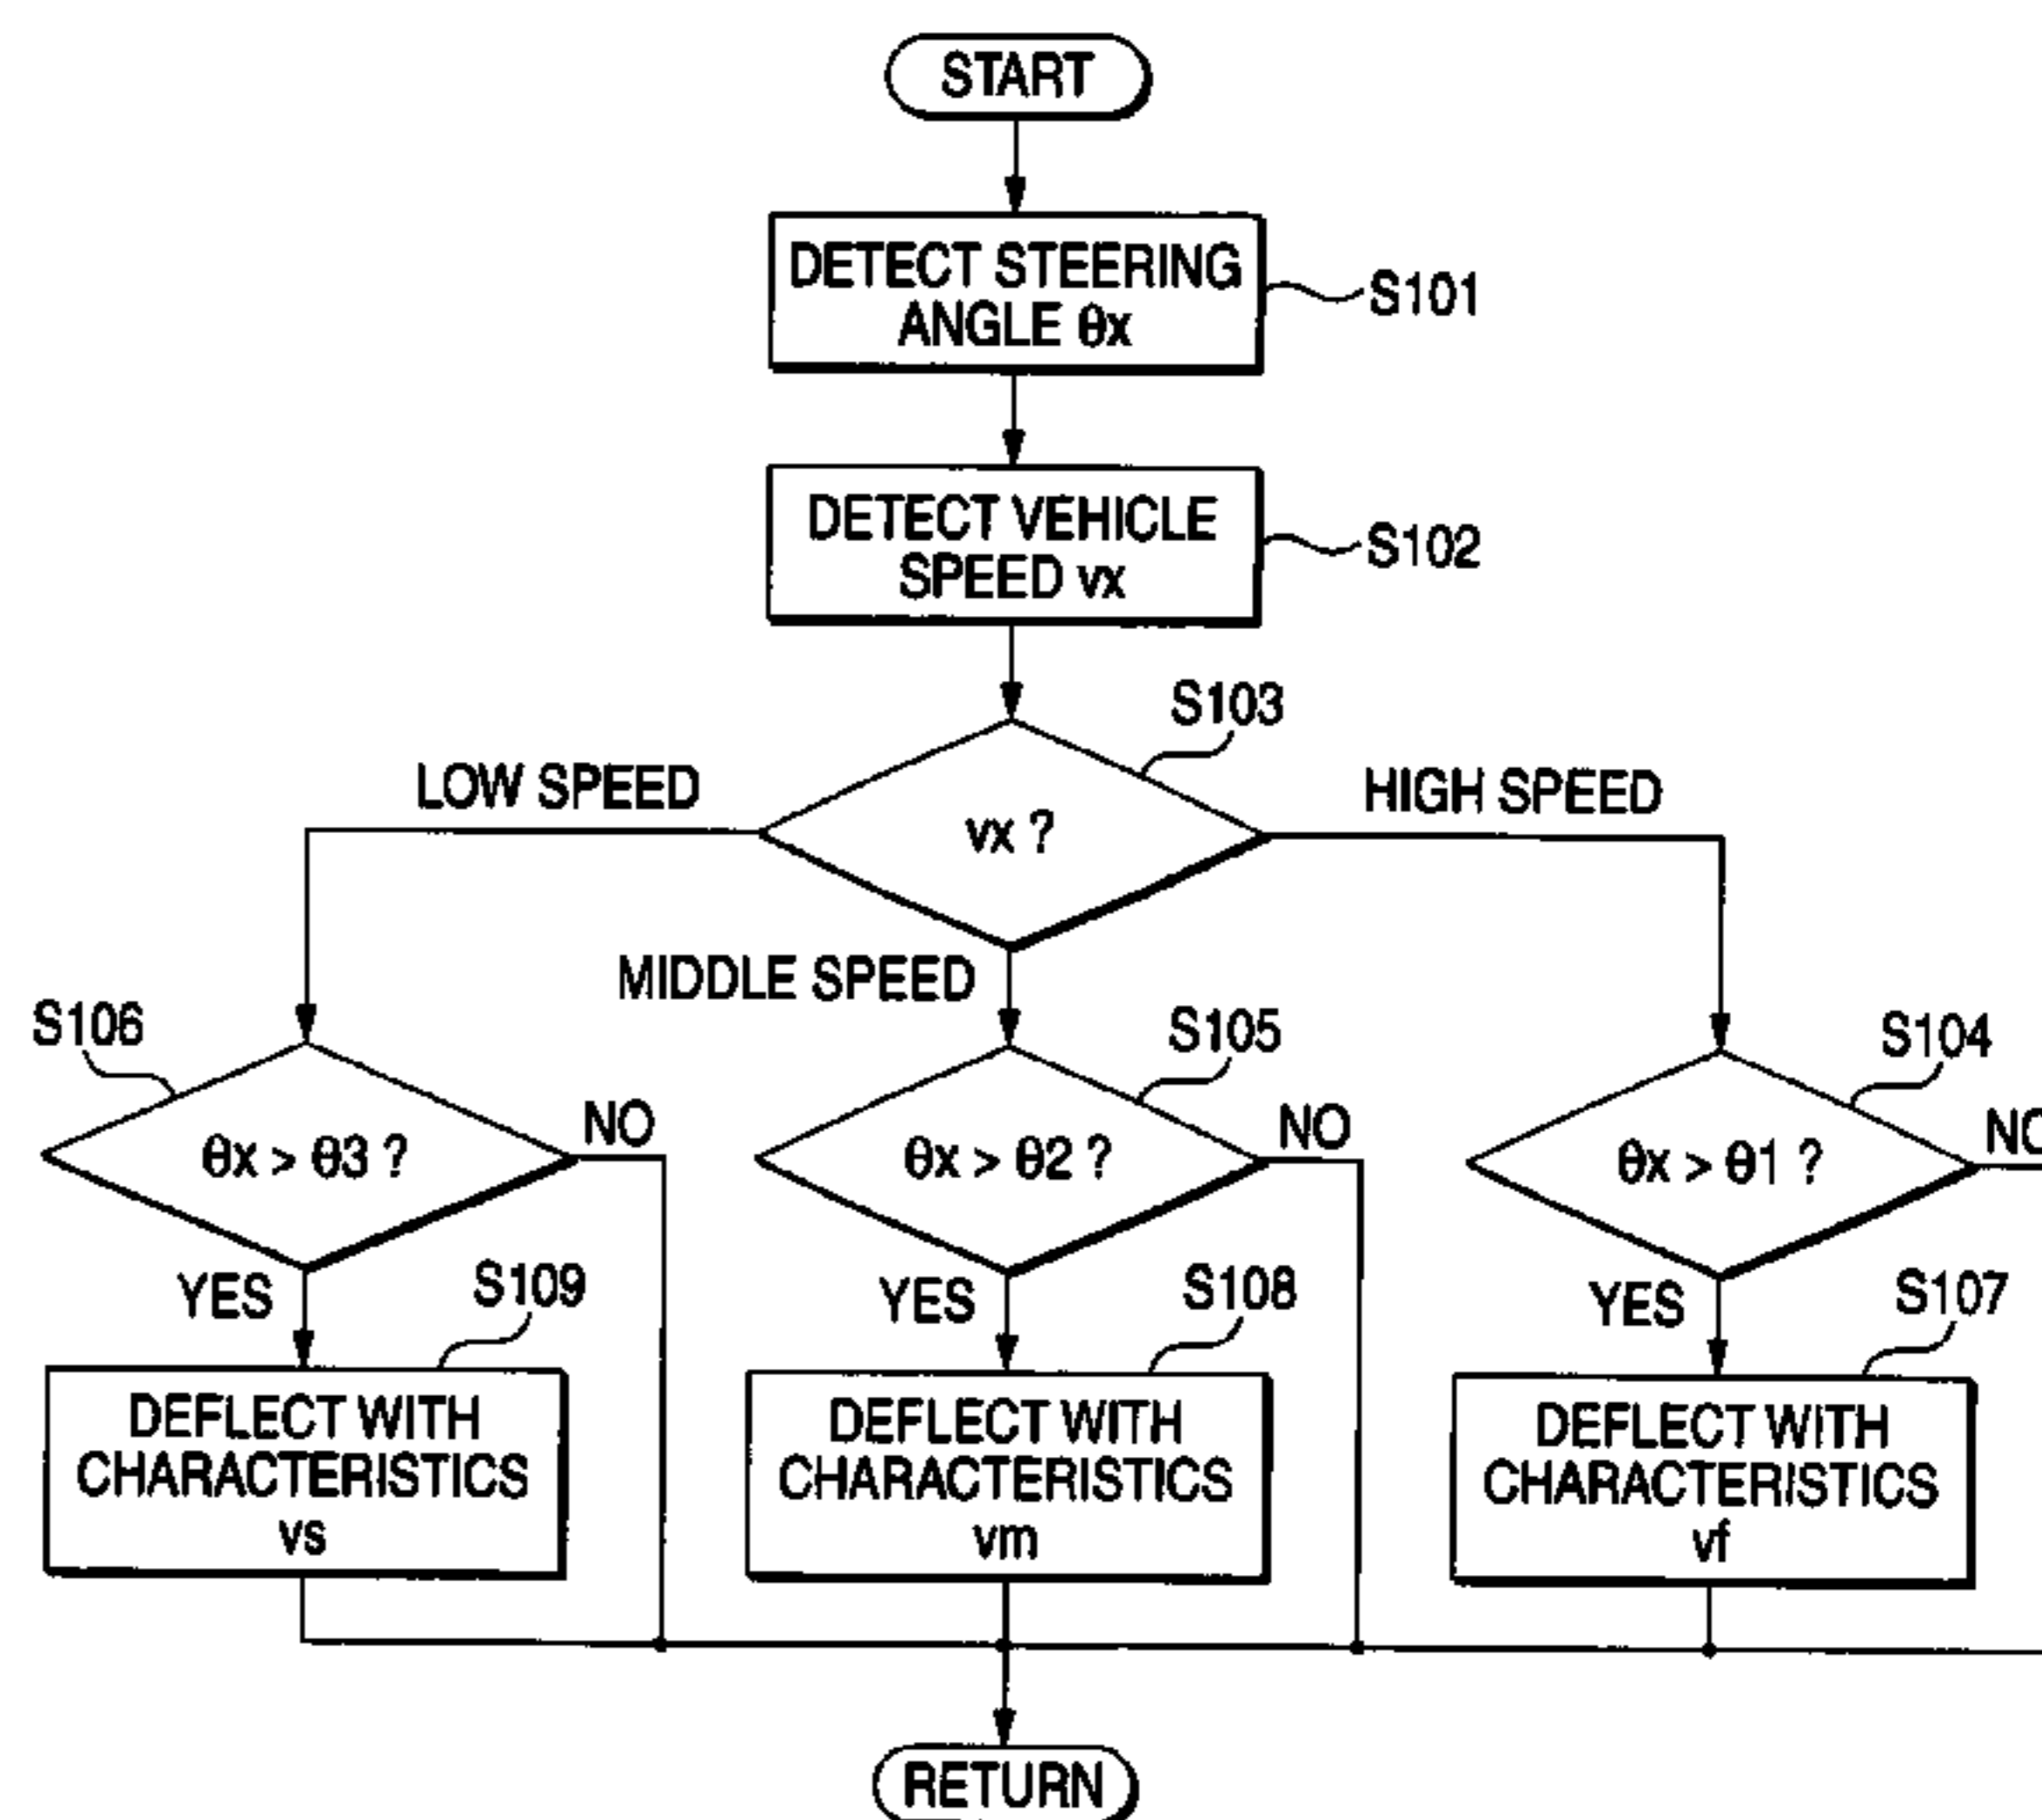 START
DETECT STEERING
ANGLE θx
S101
DETECT VEHICLE
SPEED vx
S102
S103
LOW SPEED
HIGH SPEED
vx ?
MIDDLE SPEED
S106
S105
S104
θx > θ3 ?
NO
θx > θ2 ?
NO
θx > θ1 ?
NO
YES
S109
YES
S108
YES
S107
DEFLECT WITH
CHARACTERISTICS
vs
DEFLECT WITH
CHARACTERISTICS
vm
DEFLECT WITH
CHARACTERISTICS
vf
RETURN